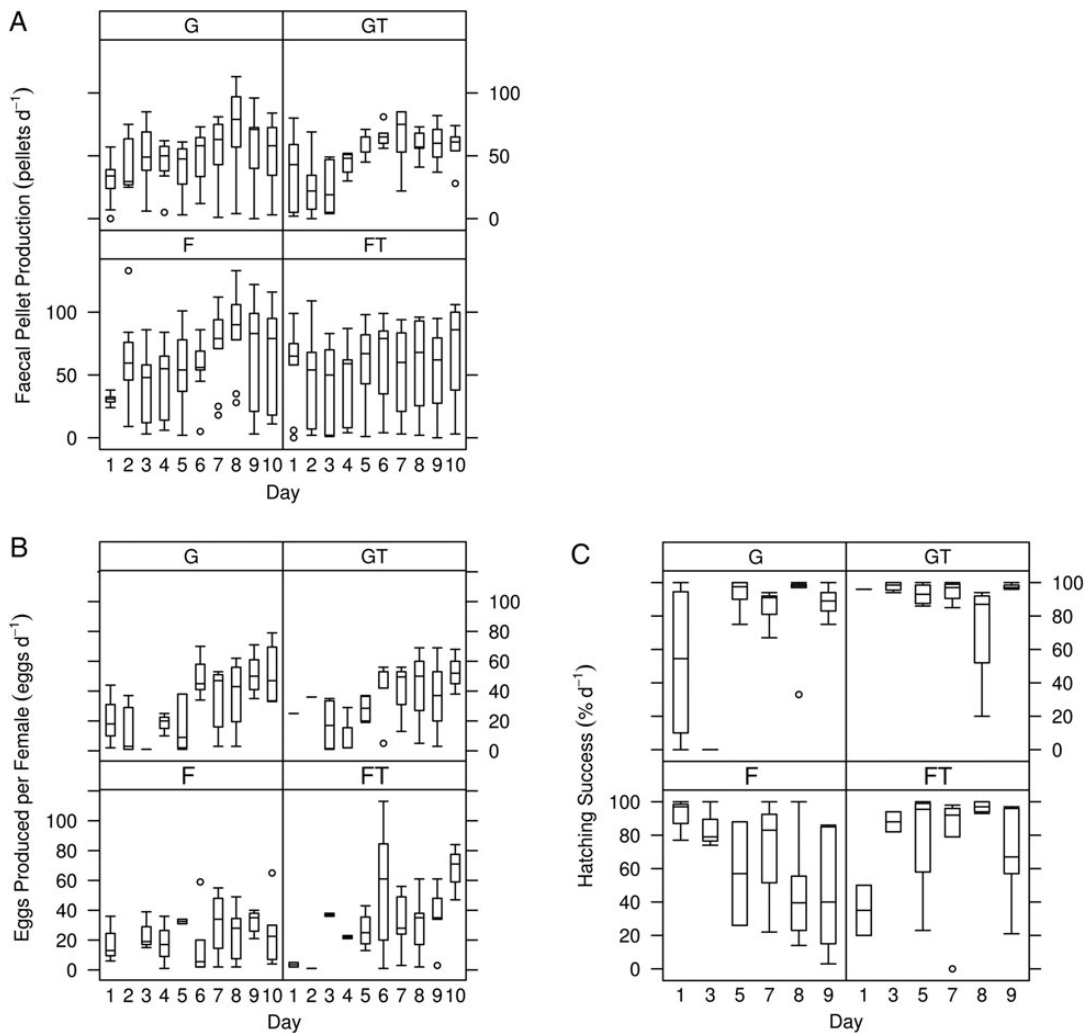 A
G GT
Faecal Pellet Production (pellets d⁻¹)
100
50
0
F FT
100
50
0
1 2 3 4 5 6 7 8 9 10 1 2 3 4 5 6 7 8 9 10
Day Day
B
G GT
Eggs Produced per Female (eggs d⁻¹)
100
80
60
40
20
0
F FT
100
80
60
40
20
0
1 2 3 4 5 6 7 8 9 10 1 2 3 4 5 6 7 8 9 10
Day Day
C
G GT
Hatching Success (% d⁻¹)
100
80
60
40
20
0
F FT
100
80
60
40
20
0
1 3 5 7 8 9 1 3 5 7 8 9
Day Day